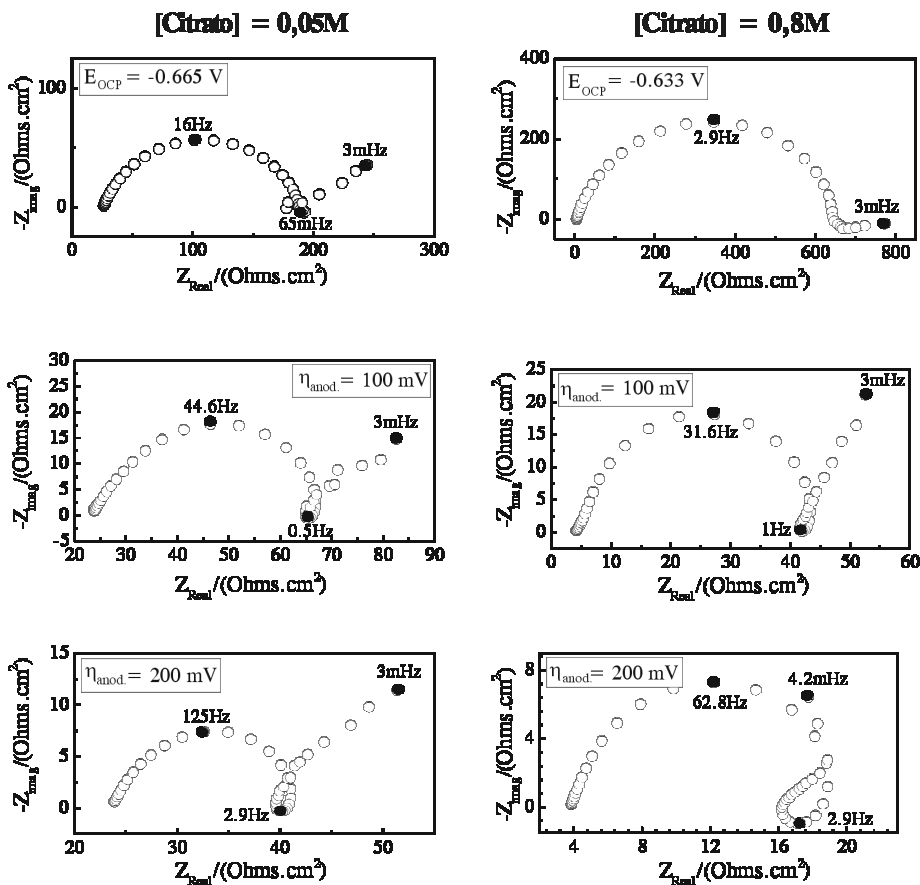 [Citrato] = 0,05M
[Citrato] = 0,8M
E_OCP = -0.665 V
16Hz
3mHz
65mHz
100
50
0
0 100 200 300
-Z_Imag/(Ohms.cm²)
Z_Real/(Ohms.cm²)
E_OCP = -0.633 V
2.9Hz
3mHz
400
200
0
0 200 400 600 800
-Z_Imag/(Ohms.cm²)
Z_Real/(Ohms.cm²)
η_anod. = 100 mV
44.6Hz
3mHz
0.5Hz
30
25
20
15
10
5
0
-5
20 30 40 50 60 70 80 90
-Z_Imag/(Ohms.cm²)
Z_Real/(Ohms.cm²)
η_anod. = 100 mV
31.6Hz
3mHz
1Hz
25
20
15
10
5
0
0 10 20 30 40 50 60
-Z_Imag/(Ohms.cm²)
Z_Real/(Ohms.cm²)
η_anod. = 200 mV
125Hz
3mHz
2.9Hz
15
10
5
0
20 30 40 50
-Z_Imag/(Ohms.cm²)
Z_Real/(Ohms.cm²)
η_anod. = 200 mV
62.8Hz
4.2mHz
2.9Hz
8
4
0
4 8 12 16 20
-Z_Imag/(Ohms.cm²)
Z_Real/(Ohms.cm²)